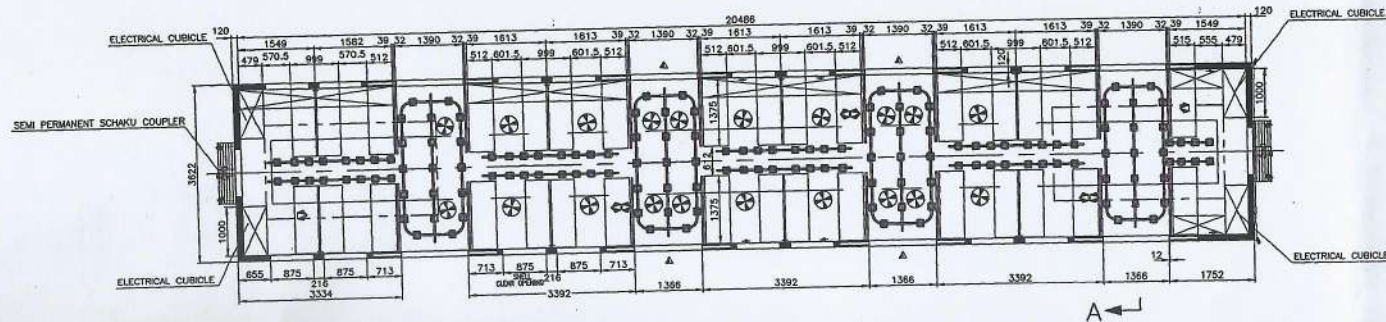 20486
120
120
ELECTRICAL CUBICLE
ELECTRICAL CUBICLE
1549 1582 39 32 1390 32 39 1613 1613 39 32 1390 32 39 1613 1613 39 32 1390 32 39 1613 1613 39 32 1390 32 39 1549
479 570.5 999 570.5 512 512 601.5 999 601.5 512 512 601.5 999 601.5 512 512 601.5 999 601.5 512 515 555 479
120
1000
1375
SEMI PERMANENT SCHAKU COUPLER
3622
612
1375
1000
ELECTRICAL CUBICLE
ELECTRICAL CUBICLE
655 875 875 713 713 875 875 713 12
216 SHELL 216
CLEAR OPENING
3334 3392 1366 3392 1366 3392 1366 1752
A